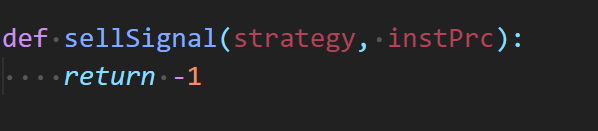 def sellSignal(strategy, instPrc):
    return -1